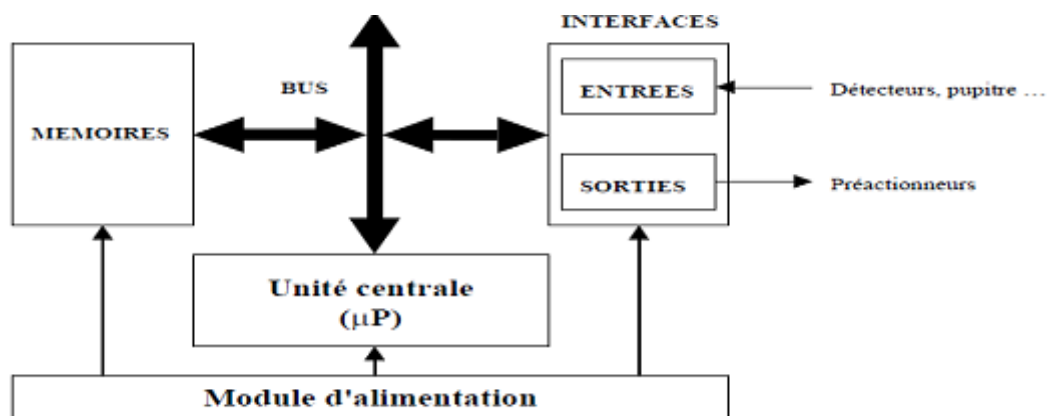 INTERFACES
BUS
MEMOIRES
ENTREES
Détecteurs, pupitre ...
SORTIES
Préactionneurs
Unité centrale
(µP)
Module d'alimentation